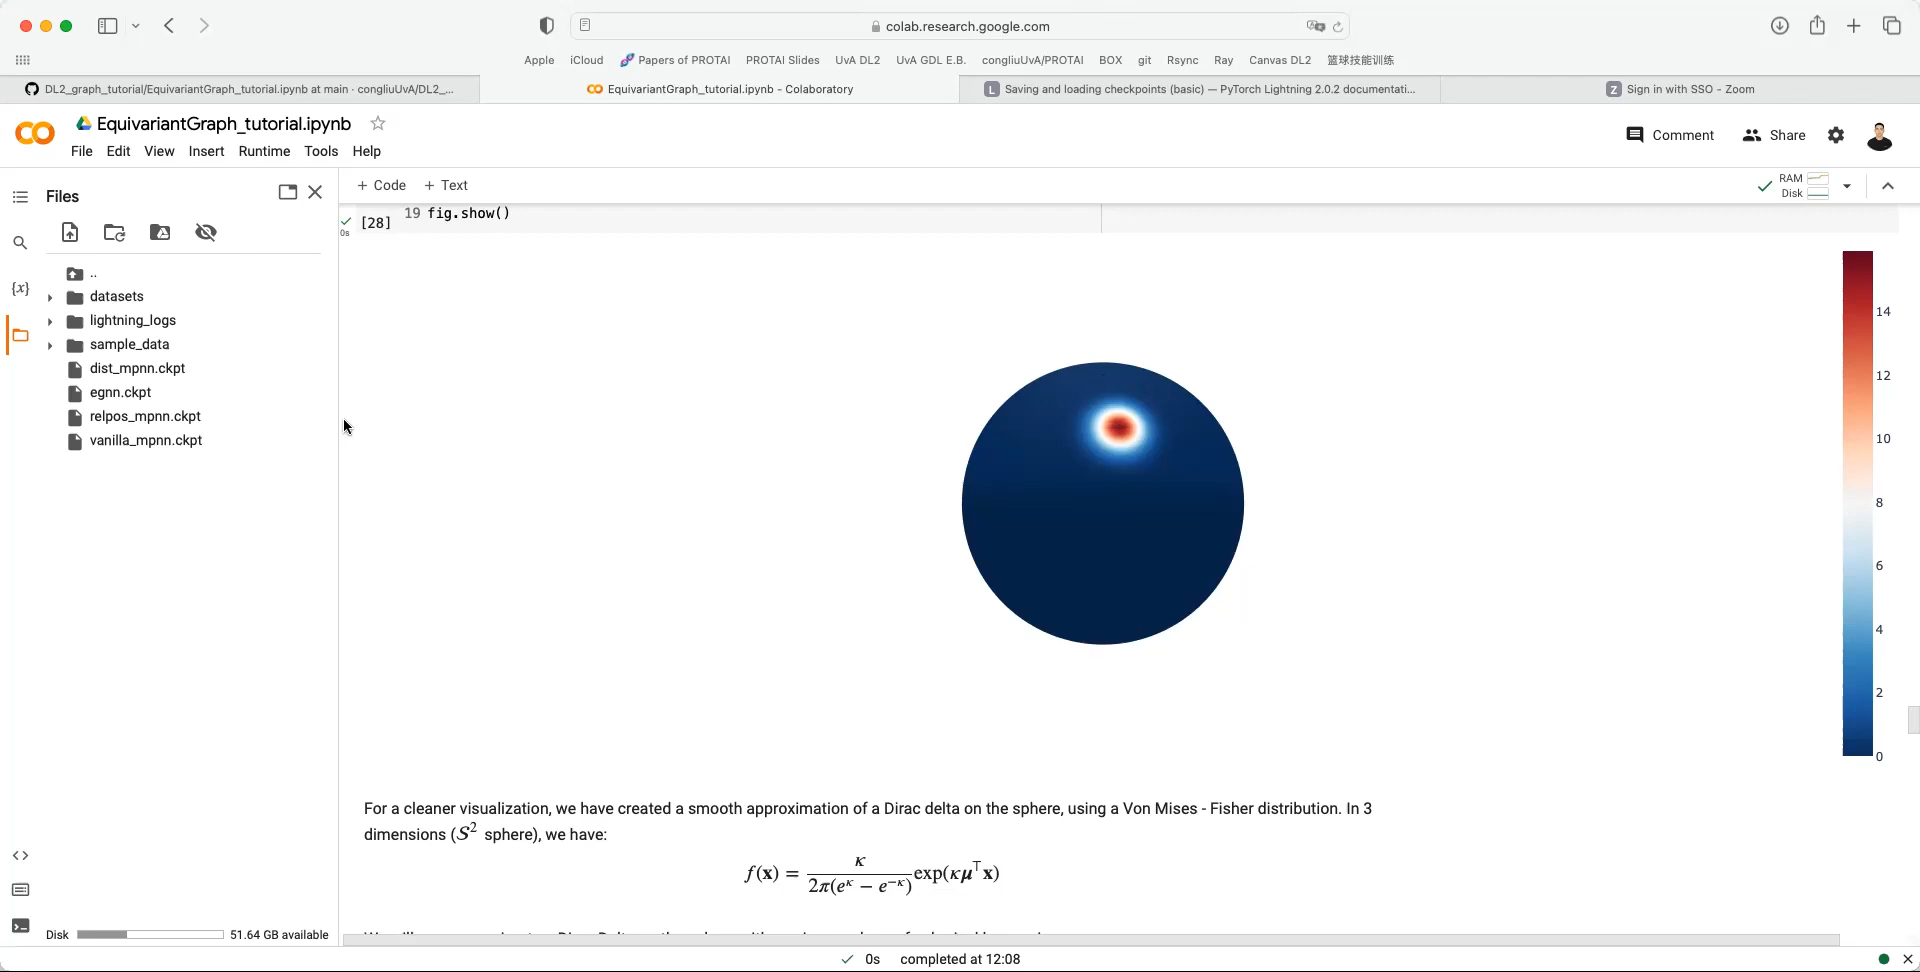 colab.research.google.com
Apple iCloud Papers of PROTAI PROTAI Slides UvA DL2 UvA GDL E.B. congliuUvA/PROTAI BOX git Rsync Ray Canvas DL2 篮球技能训练
DL2_graph_tutorial/EquivariantGraph_tutorial.ipynb at main · congliuUvA/DL2_... EquivariantGraph_tutorial.ipynb - Colaboratory L Saving and loading checkpoints (basic) — PyTorch Lightning 2.0.2 documentati... Z Sign in with SSO - Zoom
EquivariantGraph_tutorial.ipynb
Comment Share
File Edit View Insert Runtime Tools Help
Files
+ Code + Text
RAM
Disk
0s
[28]
19 fig.show()
{x}
..
datasets
lightning_logs
sample_data
dist_mpnn.ckpt
egnn.ckpt
relpos_mpnn.ckpt
vanilla_mpnn.ckpt
14
12
10
8
6
4
2
0
For a cleaner visualization, we have created a smooth approximation of a Dirac delta on the sphere, using a Von Mises - Fisher distribution. In 3
dimensions (S² sphere), we have:
f(x) = κ / 2π(e^κ − e^−κ) exp(κμ^⊤x)
Disk 51.64 GB available
0s completed at 12:08